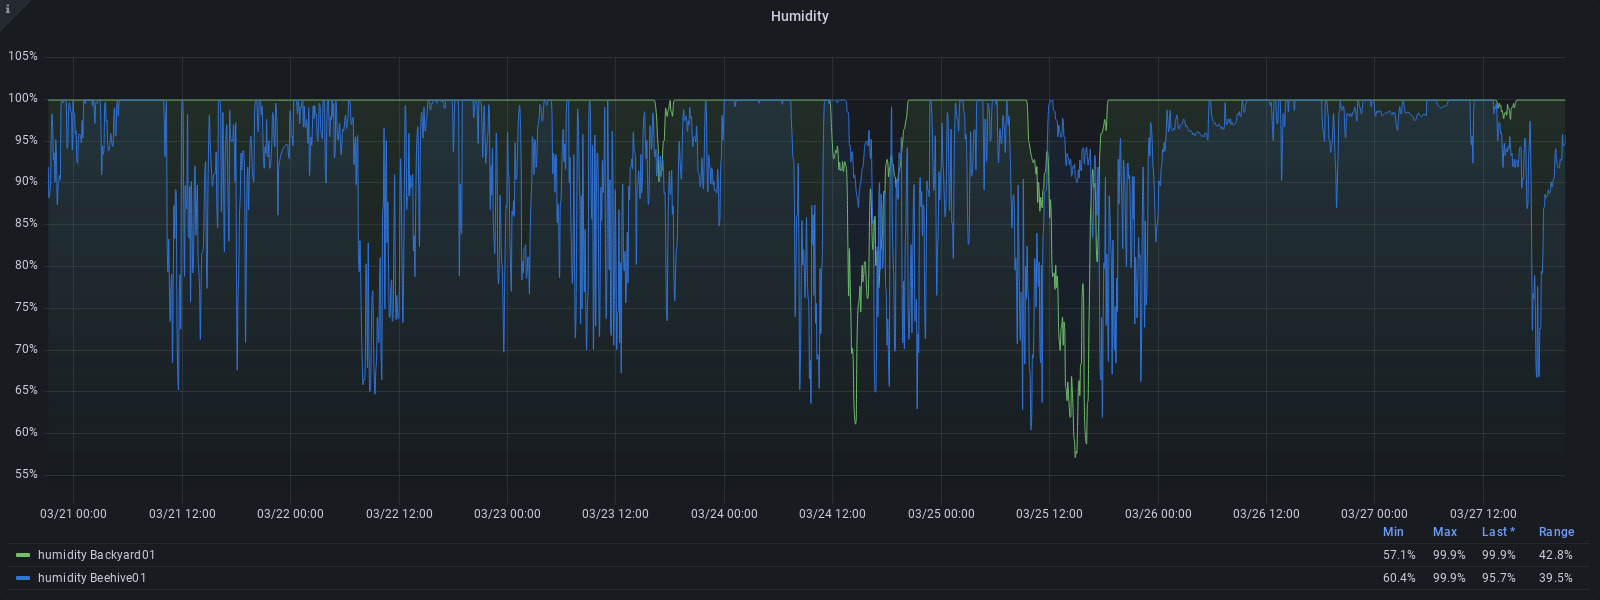 i
Humidity
105%
100%
95%
90%
85%
80%
75%
70%
65%
60%
55%
03/21 00:00 03/21 12:00 03/22 00:00 03/22 12:00 03/23 00:00 03/23 12:00 03/24 00:00 03/24 12:00 03/25 00:00 03/25 12:00 03/26 00:00 03/26 12:00 03/27 00:00 03/27 12:00
Min Max Last * Range
humidity Backyard01 57.1% 99.9% 99.9% 42.8%
humidity Beehive01 60.4% 99.9% 95.7% 39.5%